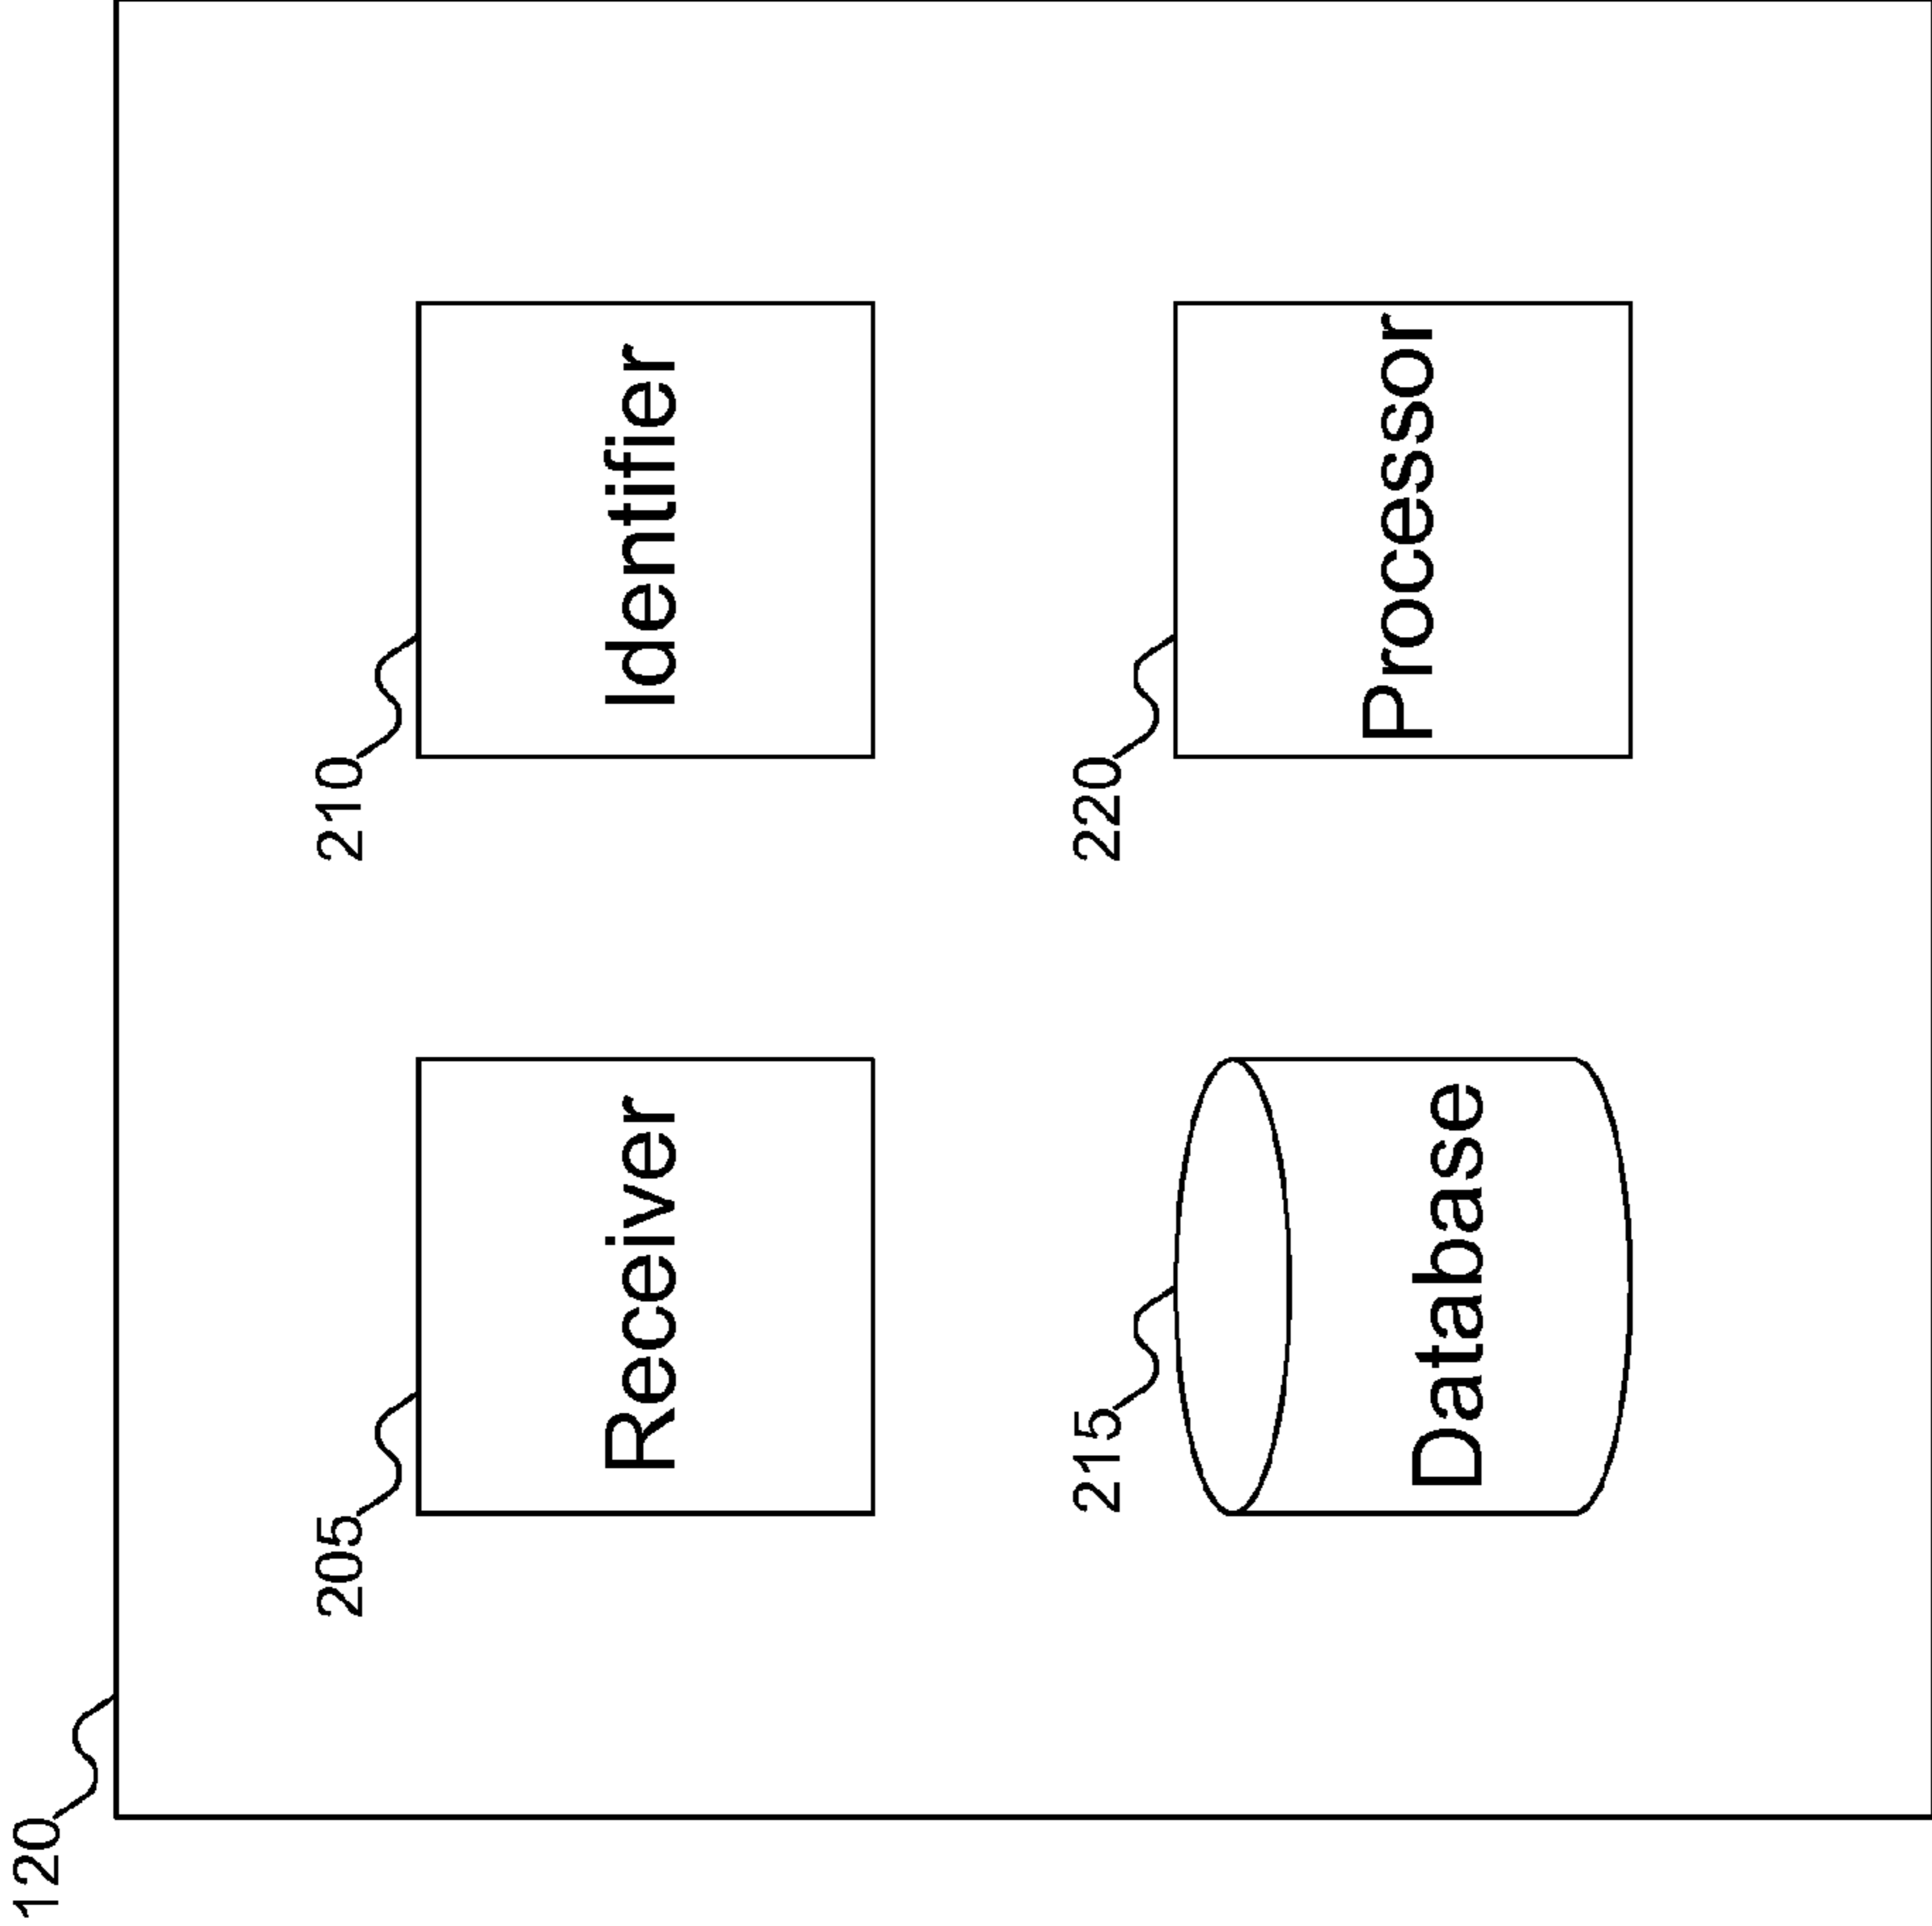 120
205
Receiver
210
Identifier
215
Database
220
Processor